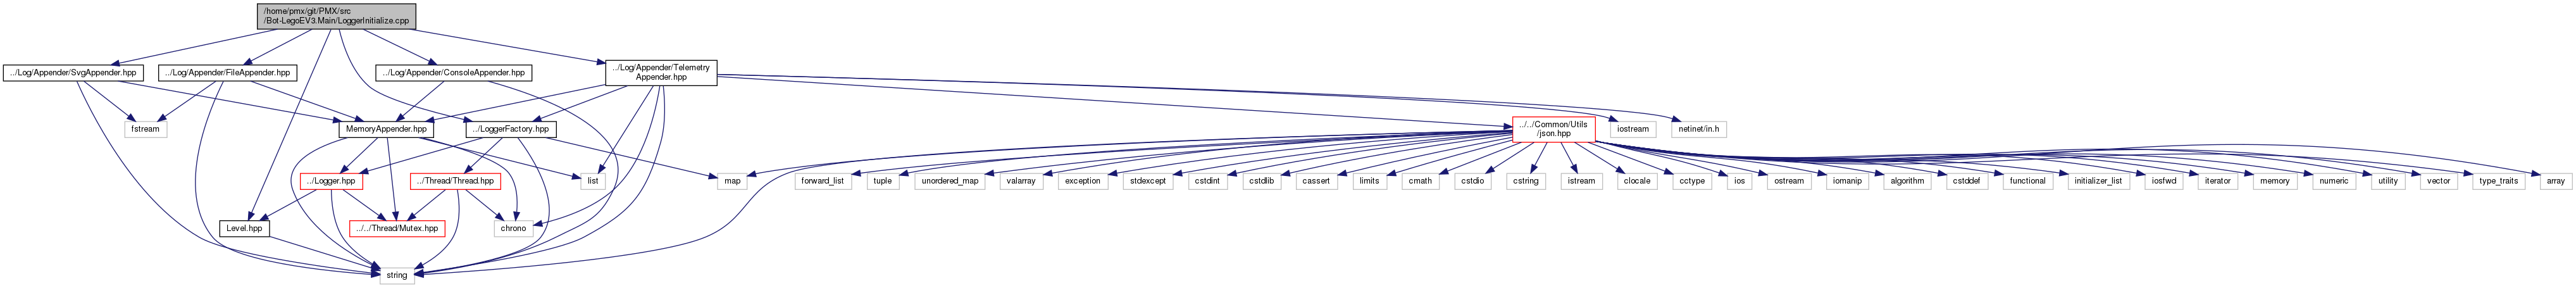 /home/pmx/git/PMX/src
/Bot-LegoEV3.Main/LoggerInitialize.cpp
../Log/Appender/SvgAppender.hpp
../Log/Appender/FileAppender.hpp
../Log/Appender/ConsoleAppender.hpp
../Log/Appender/Telemetry
Appender.hpp
fstream
MemoryAppender.hpp
../LoggerFactory.hpp
../../Common/Utils
/json.hpp
iostream
netinet/in.h
../Logger.hpp
../Thread/Thread.hpp
list
map
forward_list
tuple
unordered_map
valarray
exception
stdexcept
cstdint
cstdlib
cassert
limits
cmath
cstdio
cstring
istream
clocale
cctype
ios
ostream
iomanip
algorithm
cstddef
functional
initializer_list
iosfwd
iterator
memory
numeric
utility
vector
type_traits
array
Level.hpp
../../Thread/Mutex.hpp
chrono
string